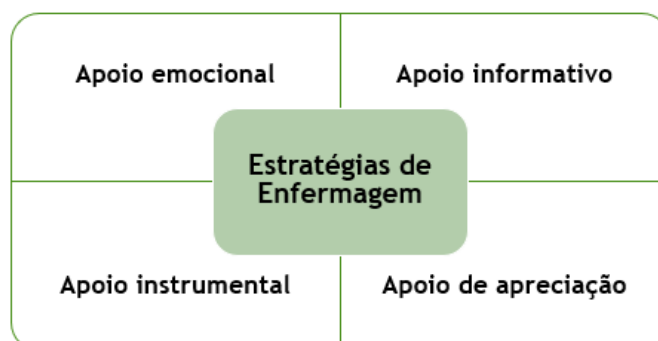 Apoio emocional
Apoio informativo
Estratégias de
Enfermagem
Apoio instrumental
Apoio de apreciação